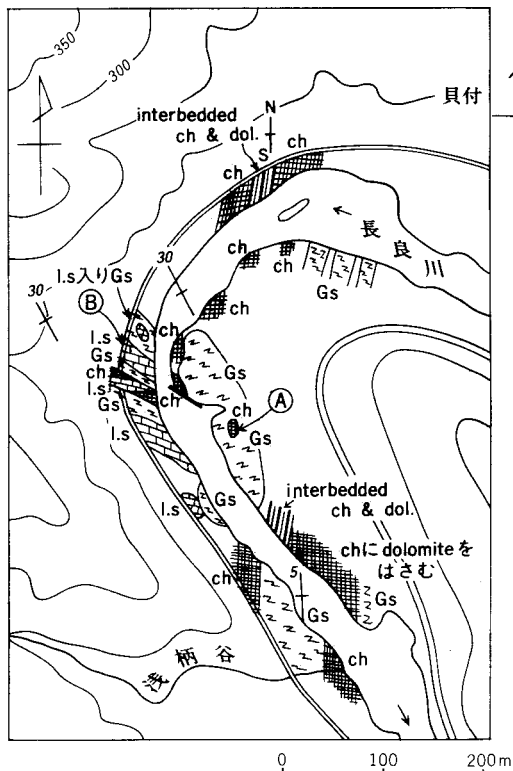 350
300
貝付
interbedded
ch & dol.
N
S
ch
ch
長良川
30
ch
ch
Gs
l.s入りGs
30
B
ch
ch
l.s
Gs
ch
l.s
Gs
ch
l.s
Gs
ch
A
Gs
interbedded
ch & dol.
Gs
l.s
chにdolomiteを
はさむ
ch
5
Gs
Gs
ch
浅柄谷
0 100 200m